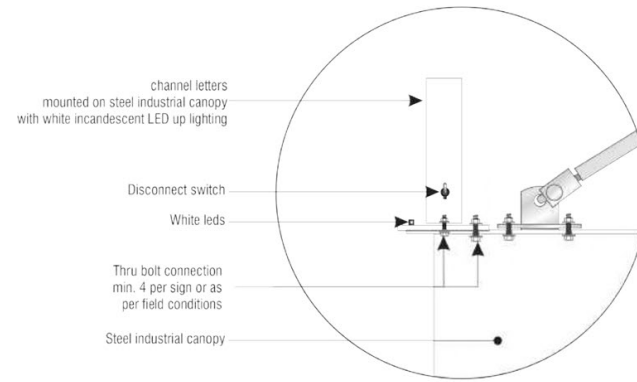 channel letters
mounted on steel industrial canopy
with white incandescent LED up lighting
Disconnect switch
White leds
Thru bolt connection
min. 4 per sign or as
per field conditions
Steel industrial canopy